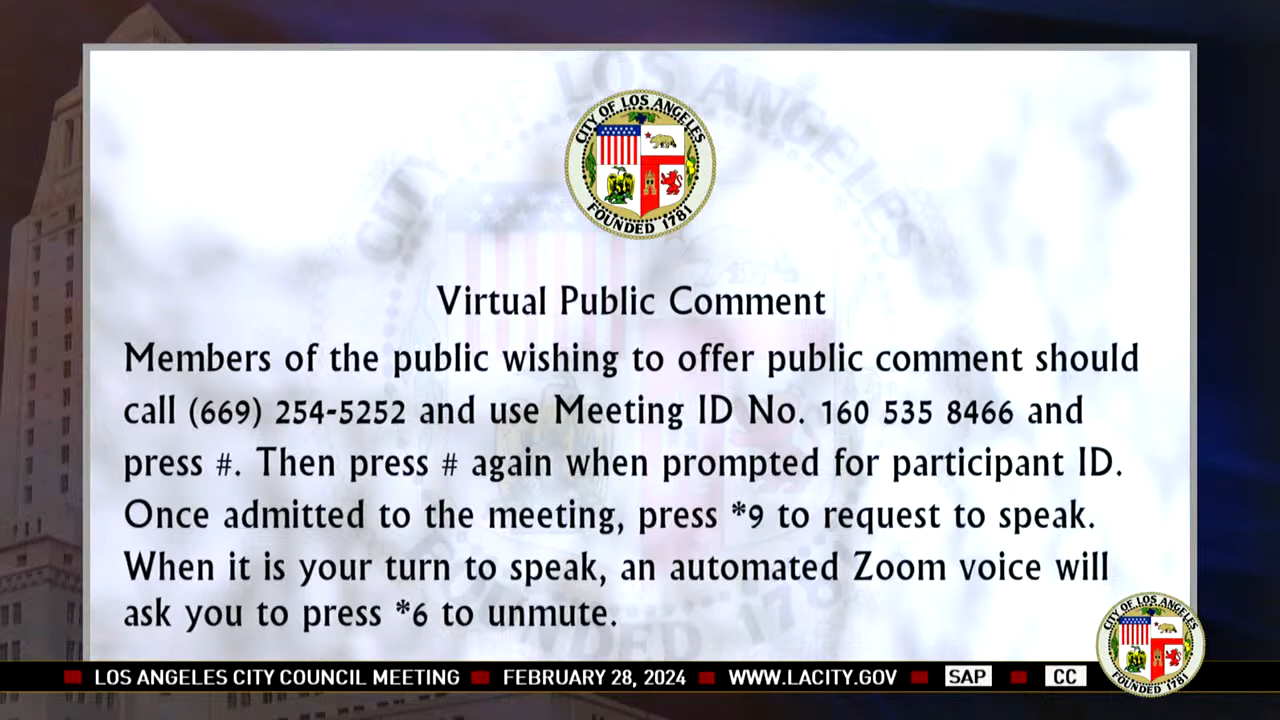 CITY OF LOS ANGELES
FOUNDED 1781
Virtual Public Comment
Members of the public wishing to offer public comment should
call (669) 254-5252 and use Meeting ID No. 160 535 8466 and
press #. Then press # again when prompted for participant ID.
Once admitted to the meeting, press *9 to request to speak.
When it is your turn to speak, an automated Zoom voice will
ask you to press *6 to unmute.
LOS ANGELES CITY COUNCIL MEETING FEBRUARY 28, 2024 WWW.LACITY.GOV SAP CC
CITY OF LOS ANGELES
FOUNDED 1781